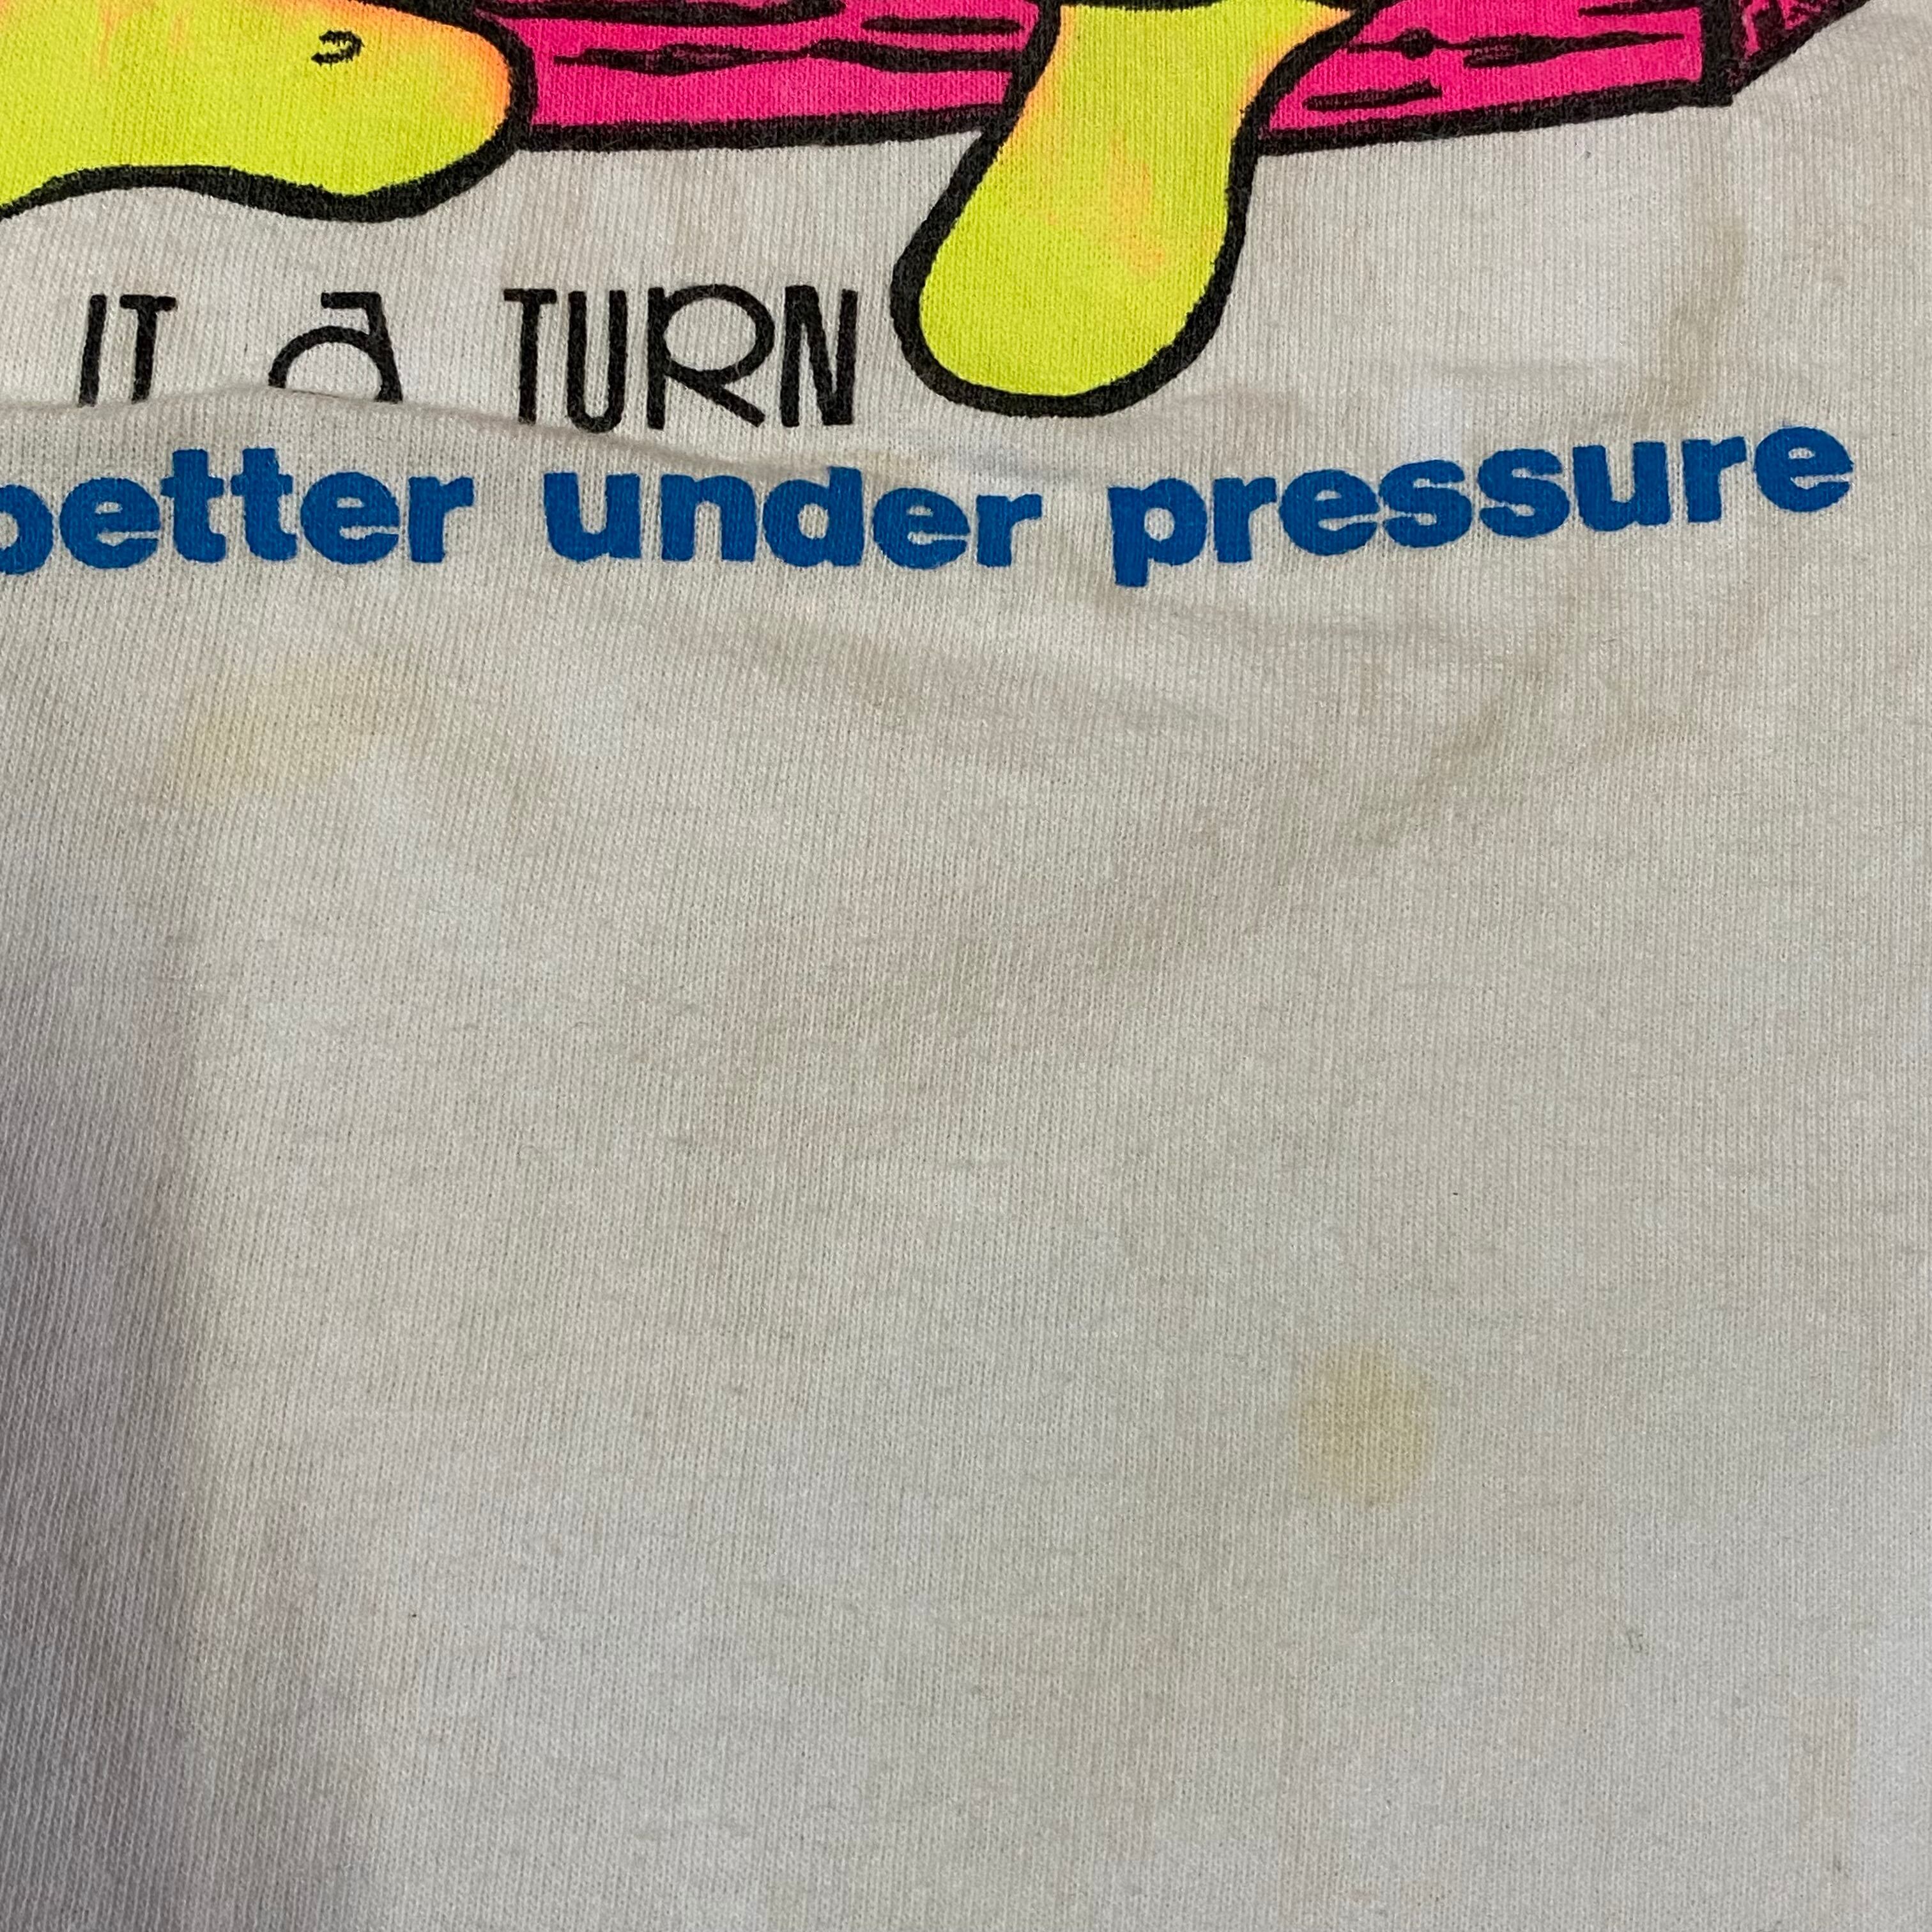 IT a TURN
better under pressure